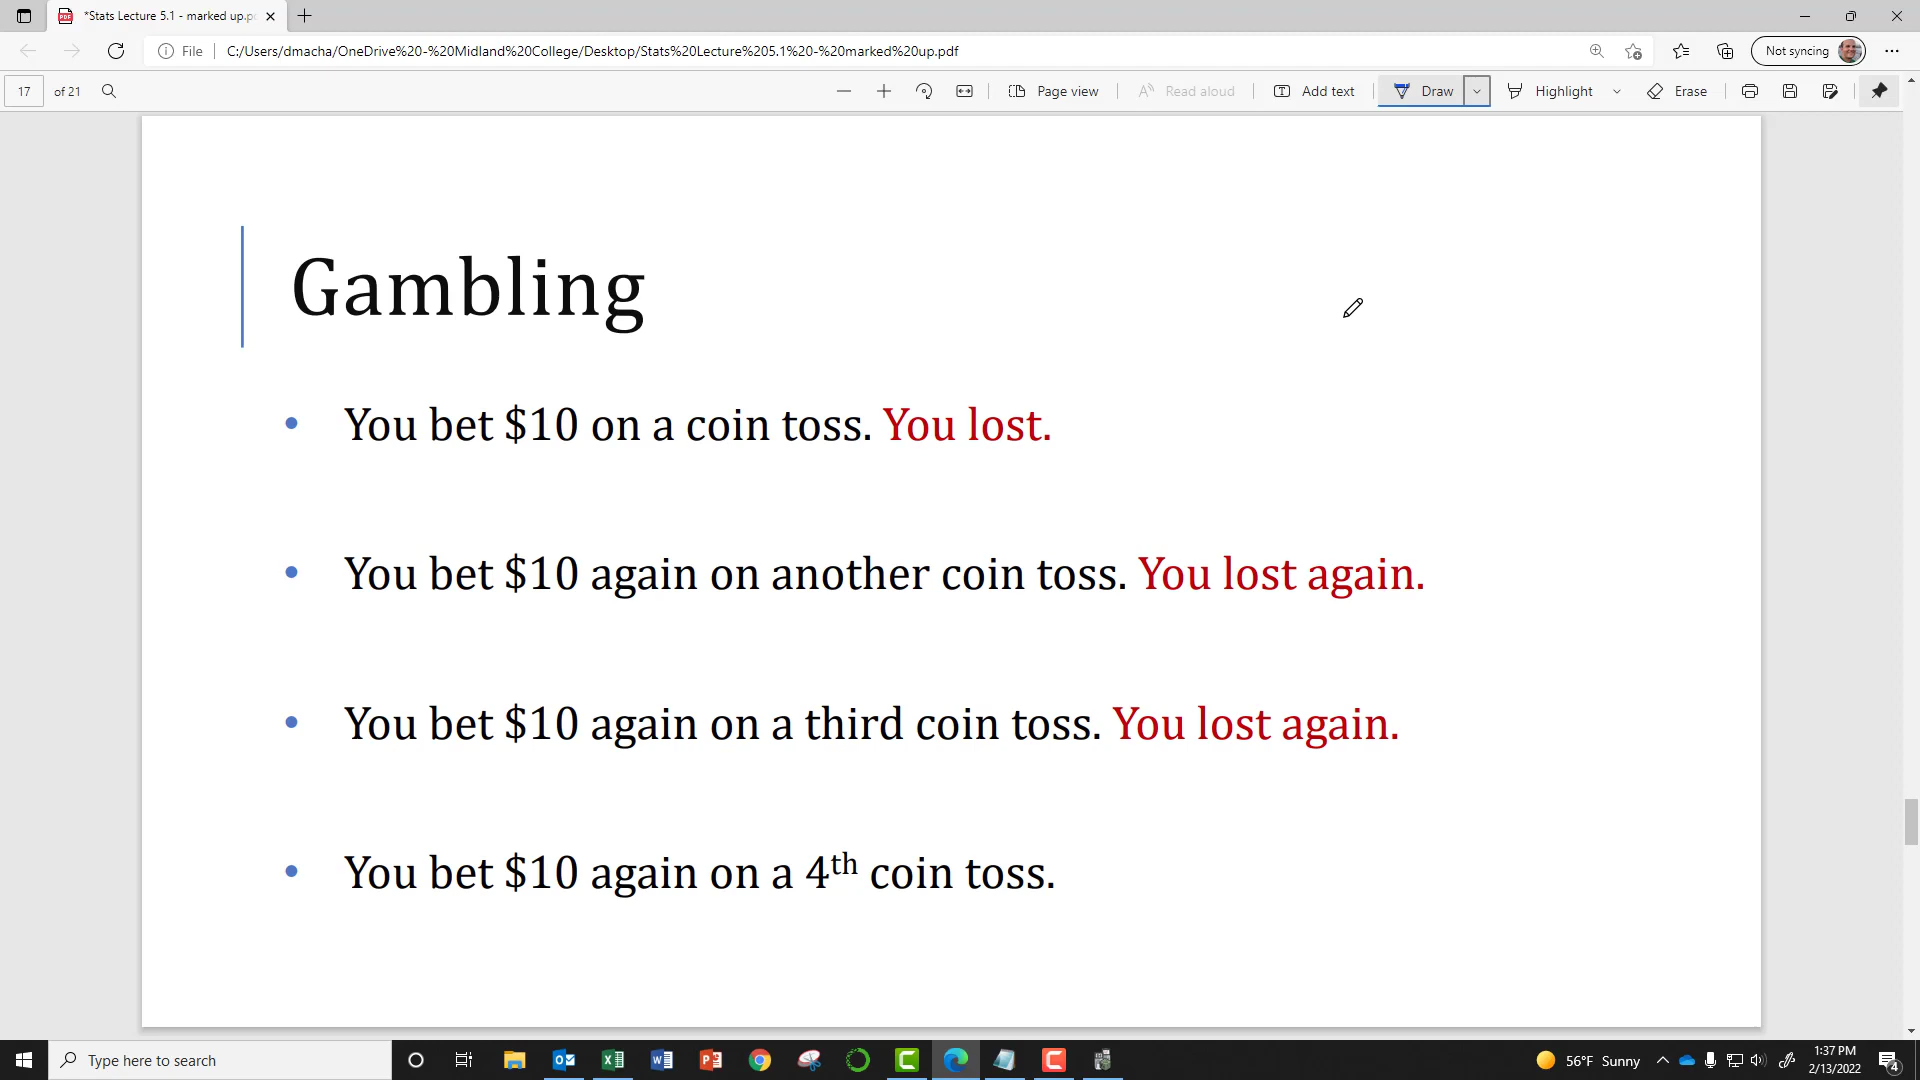 *Stats Lecture 5.1 - marked up.p
File
C:/Users/dmacha/OneDrive%20-%20Midland%20College/Desktop/Stats%20Lecture%205.1%20-%20marked%20up.pdf
Not syncing
17 of 21
Page view
Read aloud
Add text
Draw
Highlight
Erase
Gambling
• You bet $10 on a coin toss. You lost.
• You bet $10 again on another coin toss. You lost again.
• You bet $10 again on a third coin toss. You lost again.
• You bet $10 again on a 4th coin toss.
Type here to search
56°F Sunny
1:37 PM
2/13/2022
4